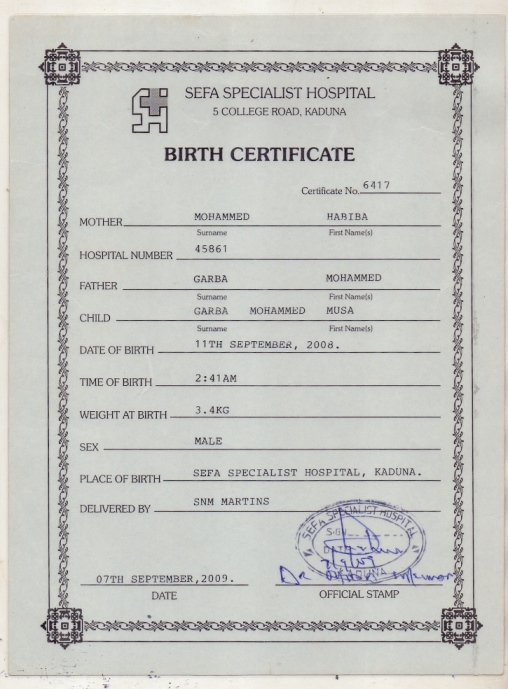 SEFA SPECIALIST HOSPITAL
5 COLLEGE ROAD, KADUNA
BIRTH CERTIFICATE
Certificate No. 6417
MOTHER MOHAMMED HABIBA
Surname First Name(s)
HOSPITAL NUMBER 45861
FATHER GARBA MOHAMMED
Surname First Name(s)
CHILD GARBA MOHAMMED MUSA
Surname First Name(s)
DATE OF BIRTH 11TH SEPTEMBER, 2008.
TIME OF BIRTH 2:41AM
WEIGHT AT BIRTH 3.4KG
SEX MALE
PLACE OF BIRTH SEFA SPECIALIST HOSPITAL, KADUNA.
DELIVERED BY SNM MARTINS
SEFA SPECIALIST HOSPITAL
KADUNA
Dr
07TH SEPTEMBER,2009.
DATE OFFICIAL STAMP